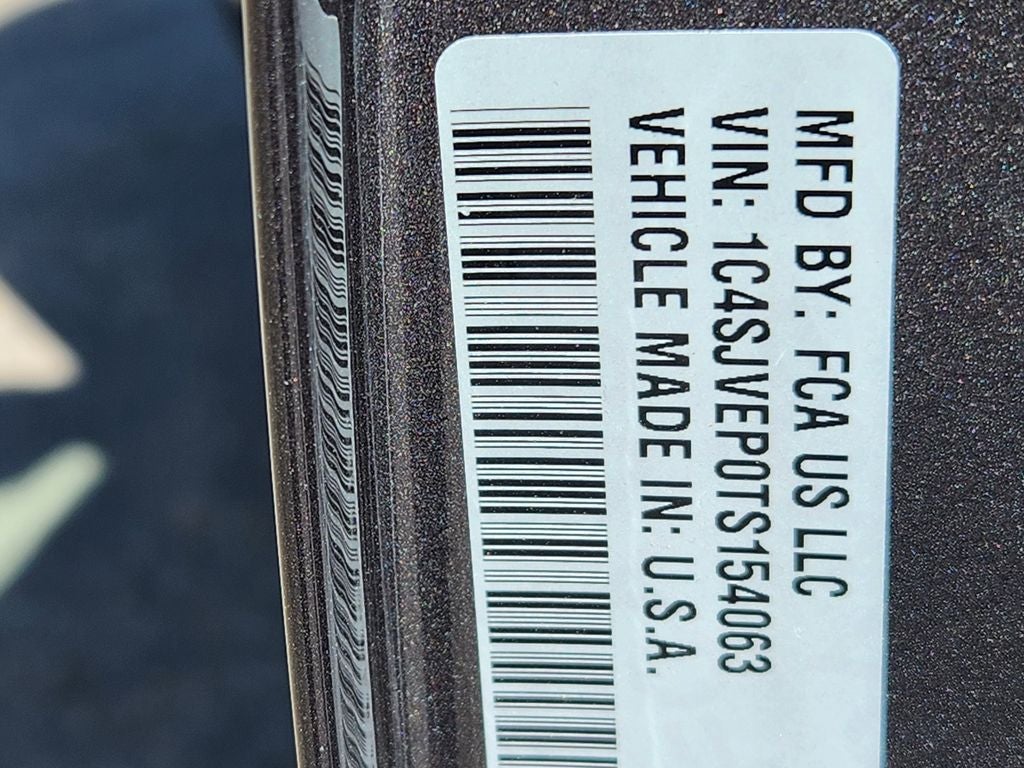 MFD BY: FCA US LLC
VIN: 1C4SJVEP0TS154063
VEHICLE MADE IN: U.S.A.